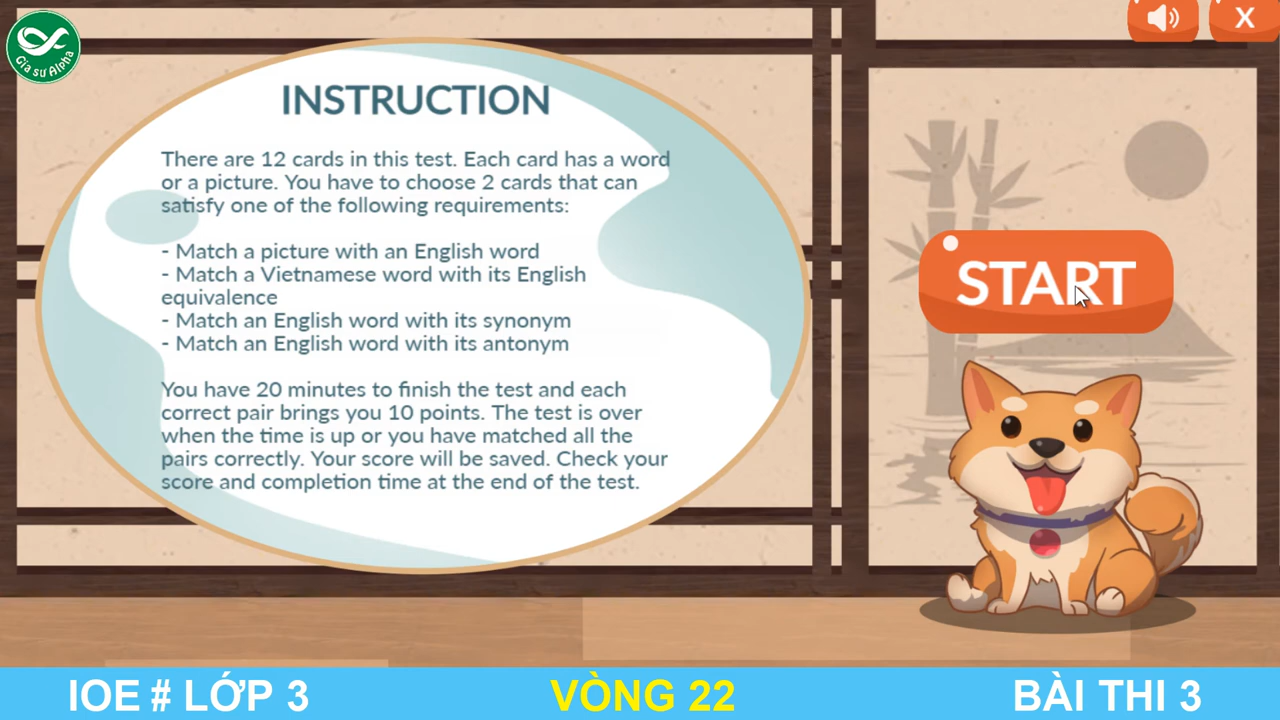 Gia sư Alpha
X
INSTRUCTION
There are 12 cards in this test. Each card has a word
or a picture. You have to choose 2 cards that can
satisfy one of the following requirements:
- Match a picture with an English word
- Match a Vietnamese word with its English
equivalence
- Match an English word with its synonym
- Match an English word with its antonym
You have 20 minutes to finish the test and each
correct pair brings you 10 points. The test is over
when the time is up or you have matched all the
pairs correctly. Your score will be saved. Check your
score and completion time at the end of the test.
START
IOE # LỚP 3
VÒNG 22
BÀI THI 3